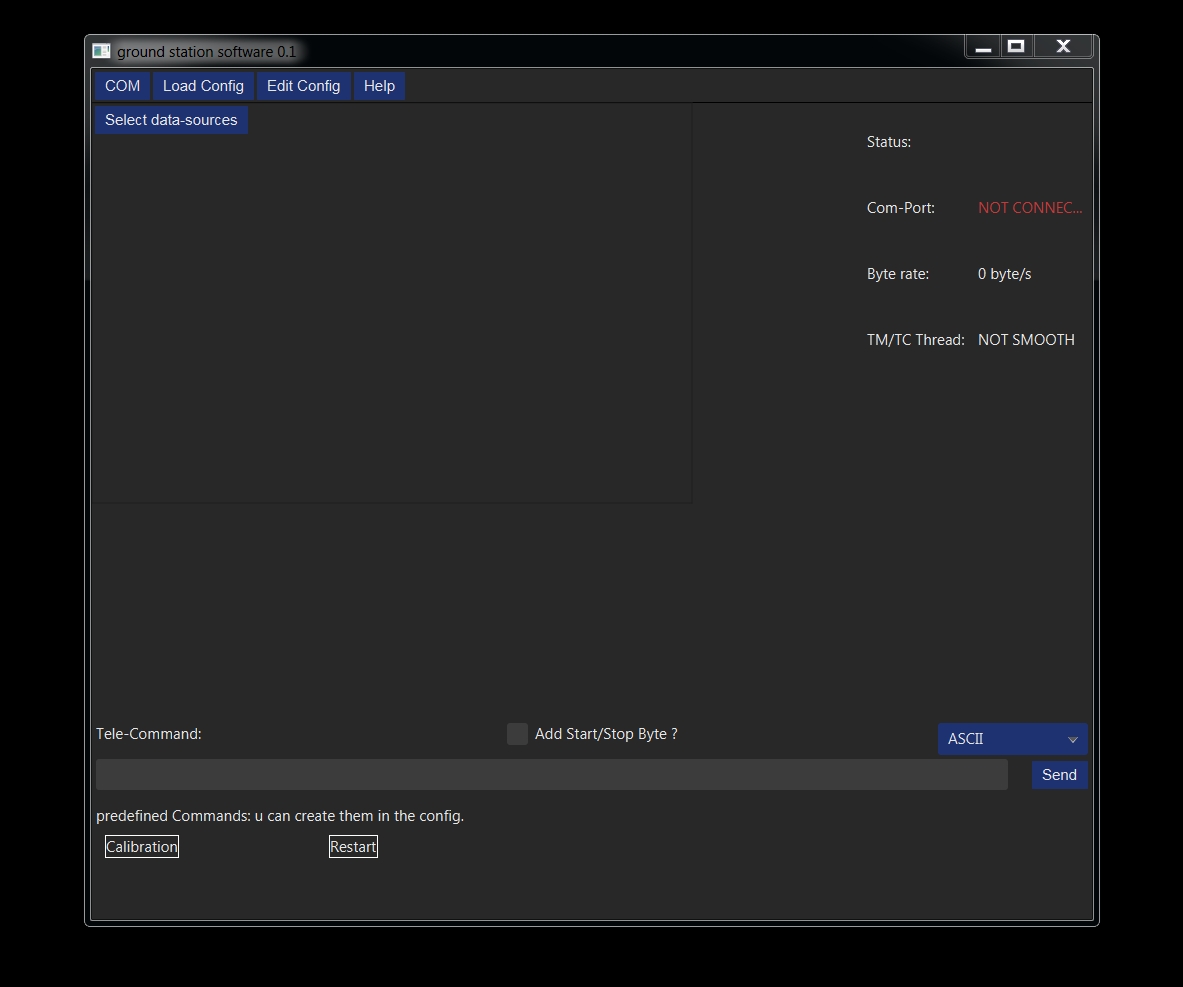 ground station software 0.1
COM Load Config Edit Config Help
Select data-sources
Status:
Com-Port: NOT CONNEC...
Byte rate: 0 byte/s
TM/TC Thread: NOT SMOOTH
Tele-Command: Add Start/Stop Byte ? ASCII
Send
predefined Commands: u can create them in the config.
Calibration Restart